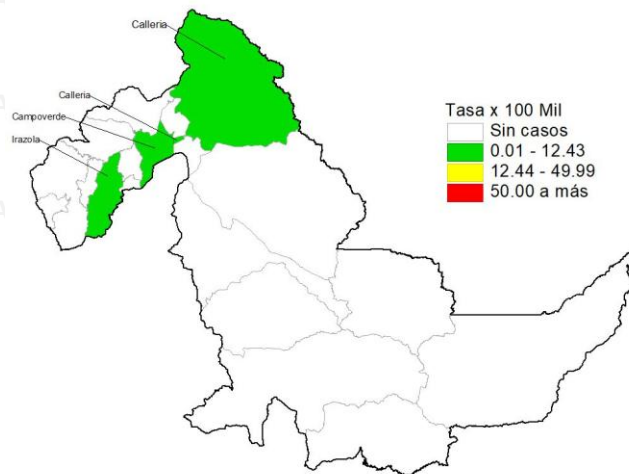 Calleria
Calleria
Campoverde
Irazola
Tasa x 100 Mil
Sin casos
0.01 - 12.43
12.44 - 49.99
50.00 a más